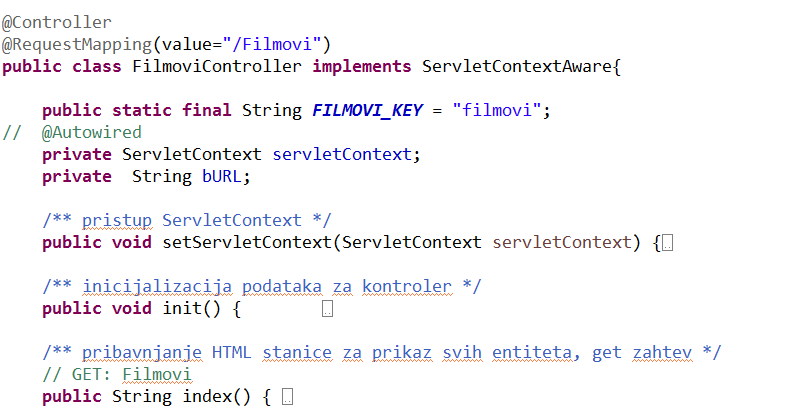 @Controller
@RequestMapping(value="/Filmovi")
public class FilmoviController implements ServletContextAware{
public static final String FILMOVI_KEY = "filmovi";
// @Autowired
private ServletContext servletContext;
private  String bURL;
/** pristup ServletContext */
public void setServletContext(ServletContext servletContext) {
/** inicijalizacija podataka za kontroler */
public void init() {
/** pribavnjanje HTML stanice za prikaz svih entiteta, get zahtev */
// GET: Filmovi
public String index() {